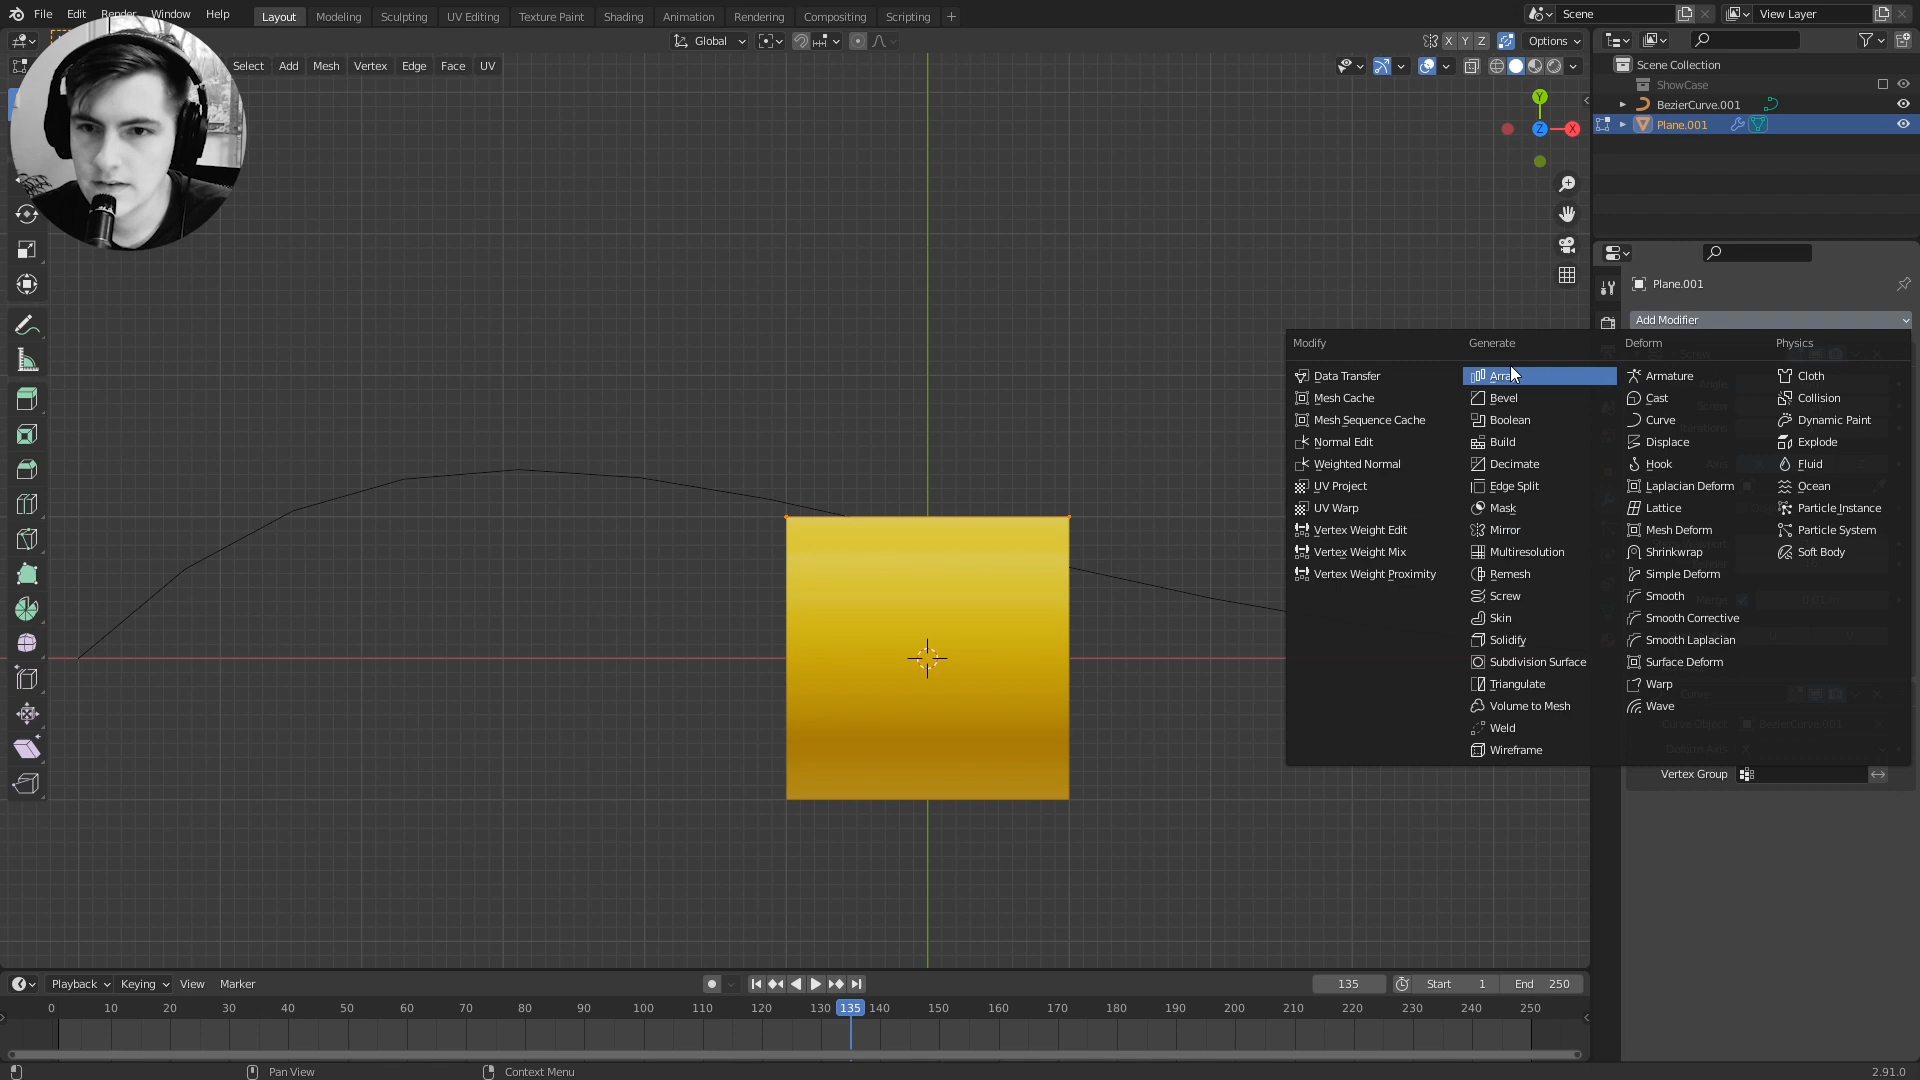 File Edit Render Window Help Layout Modeling Sculpting UV Editing Texture Paint Shading Animation Rendering Compositing Scripting + Scene View Layer
Global X Y Z Options
Select Add Mesh Vertex Edge Face UV
Scene Collection
ShowCase
BezierCurve.001
Plane.001
Y
Z X
Plane.001
Add Modifier
Modify Generate Deform Physics
Data Transfer Array Armature Cloth
Mesh Cache Bevel Cast Collision
Mesh Sequence Cache Boolean Curve Dynamic Paint
Normal Edit Build Displace Explode
Weighted Normal Decimate Hook Fluid
UV Project Edge Split Laplacian Deform Ocean
UV Warp Mask Lattice Particle Instance
Vertex Weight Edit Mirror Mesh Deform Particle System
Vertex Weight Mix Multiresolution Shrinkwrap Soft Body
Vertex Weight Proximity Remesh Simple Deform
Screw Smooth
Skin Smooth Corrective
Solidify Smooth Laplacian
Subdivision Surface Surface Deform
Triangulate Warp
Volume to Mesh Wave
Weld
Wireframe
Curve Object BezierCurve.001
Deform Axis
Vertex Group
Playback Keying View Marker 135 Start 1 End 250
0 10 20 30 40 50 60 70 80 90 100 110 120 130 135 140 150 160 170 180 190 200 210 220 230 240 250
Pan View Context Menu 2.91.0